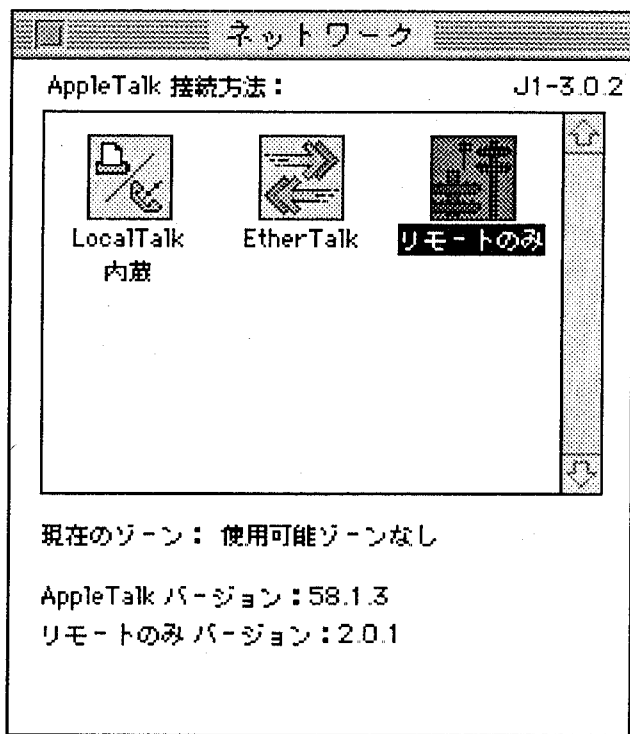 ネットワーク
AppleTalk 接続方法： J1-3.0.2
LocalTalk
内蔵
EtherTalk
リモートのみ
現在のゾーン： 使用可能ゾーンなし
AppleTalk バージョン：58.1.3
リモートのみ バージョン：2.0.1